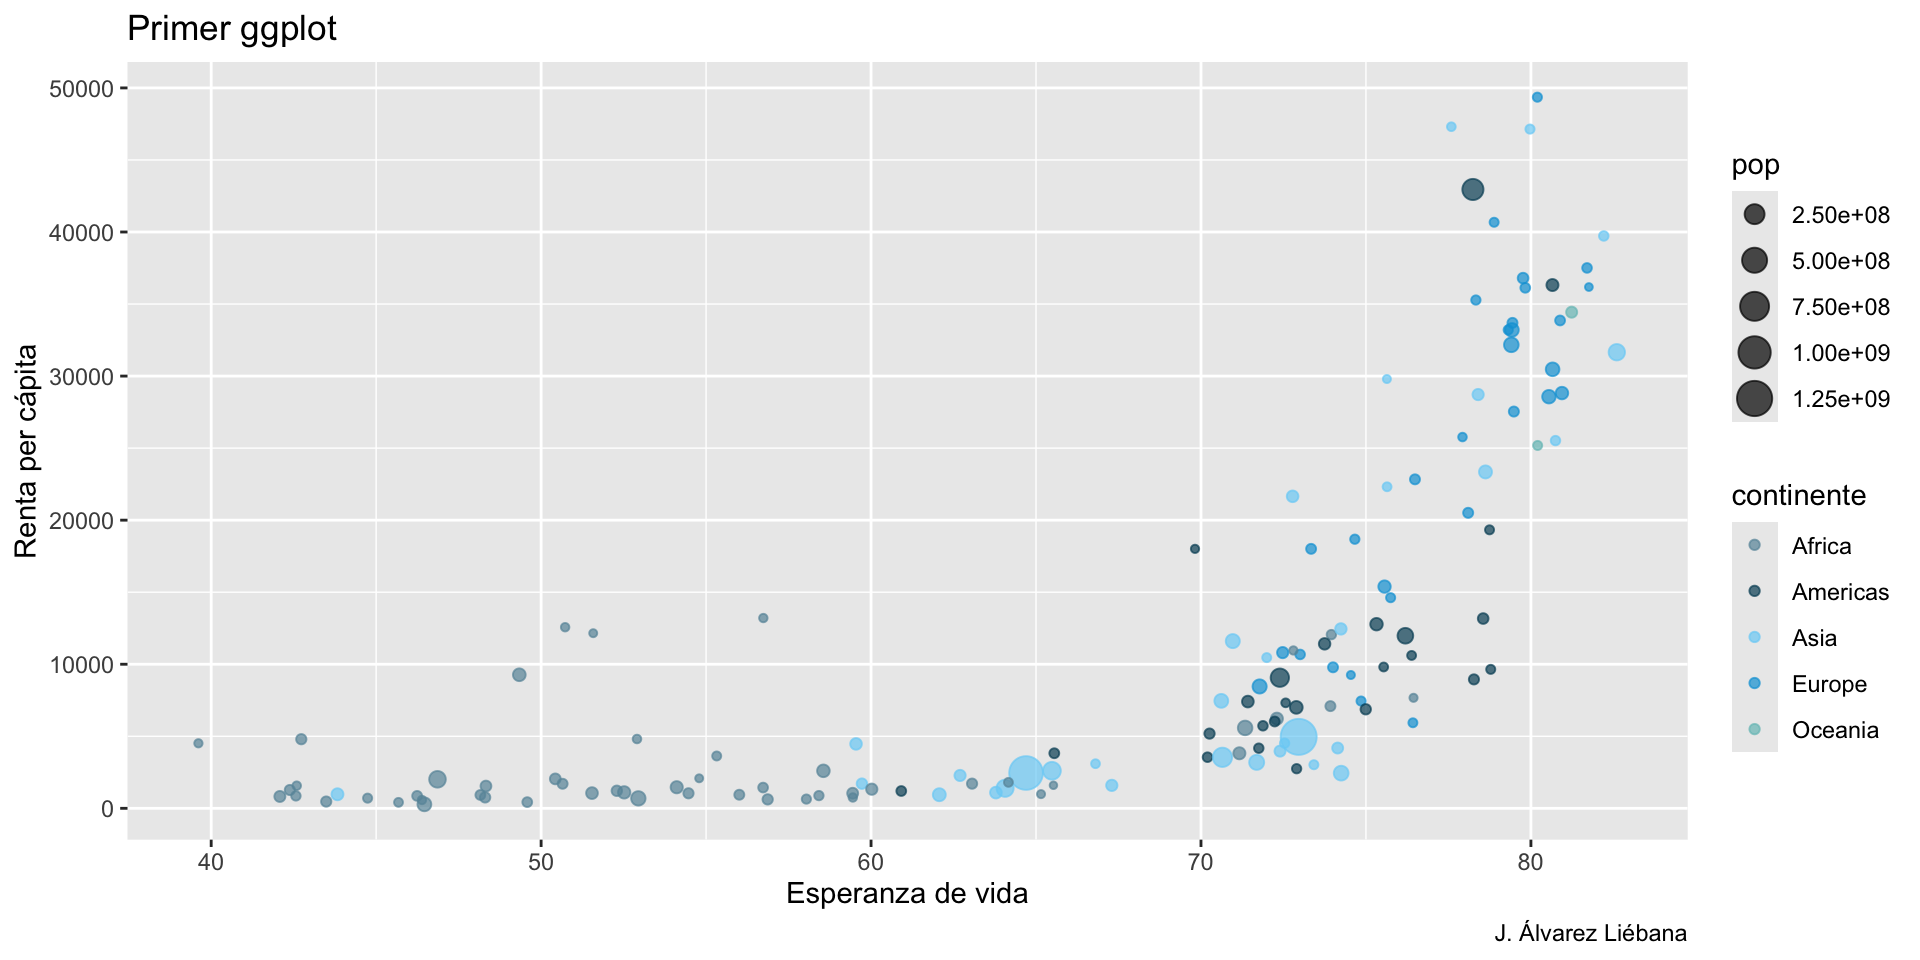 Primer ggplot
50000
40000
30000
20000
10000
0
Renta per cápita
40 50 60 70 80
Esperanza de vida
J. Álvarez Liébana
pop
2.50e+08
5.00e+08
7.50e+08
1.00e+09
1.25e+09
continente
Africa
Americas
Asia
Europe
Oceania